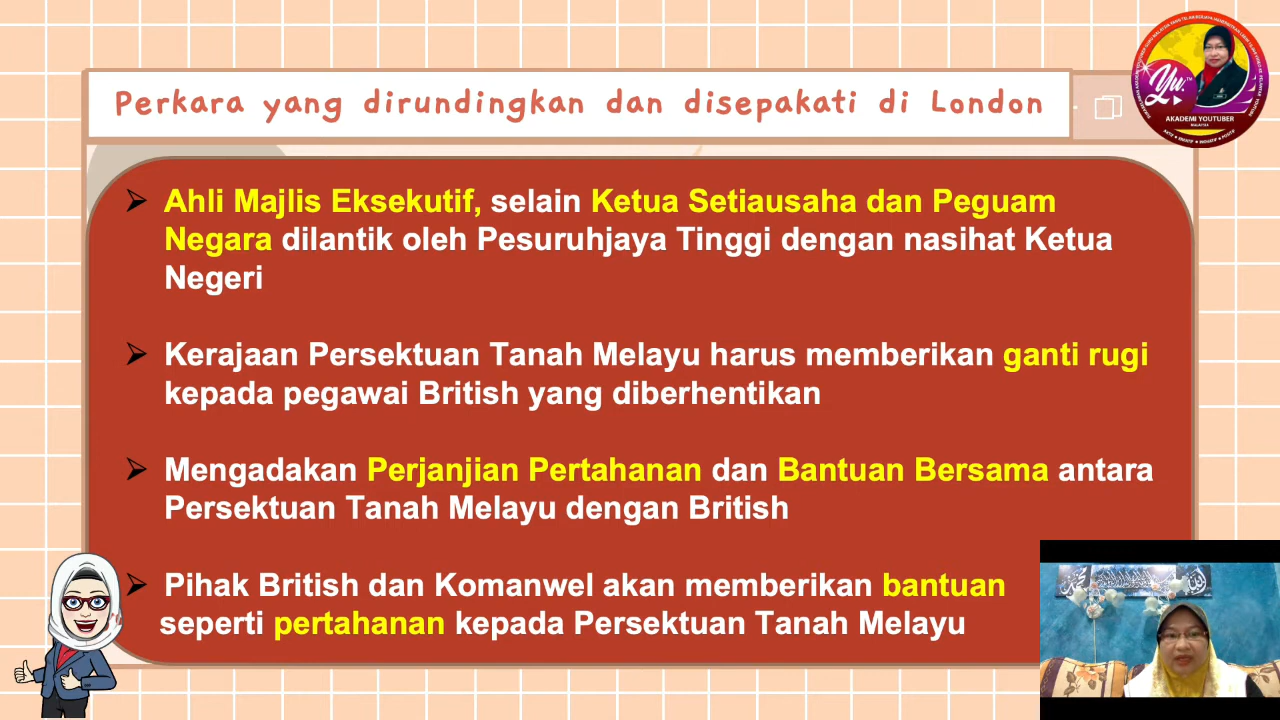 Perkara yang dirundingkan dan disepakati di London
Ahli Majlis Eksekutif, selain Ketua Setiausaha dan Peguam
Negara dilantik oleh Pesuruhjaya Tinggi dengan nasihat Ketua
Negeri
Kerajaan Persektuan Tanah Melayu harus memberikan ganti rugi
kepada pegawai British yang diberhentikan
Mengadakan Perjanjian Pertahanan dan Bantuan Bersama antara
Persektuan Tanah Melayu dengan British
Pihak British dan Komanwel akan memberikan bantuan
seperti pertahanan kepada Persektuan Tanah Melayu
Yu.
AKADEMI YOUTUBER
MALAYSIA